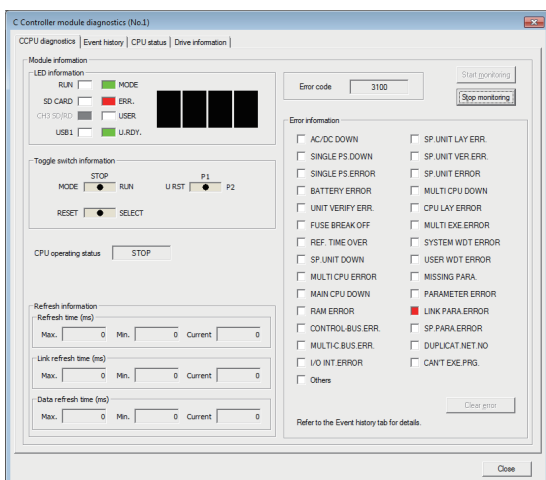 C Controller module diagnostics (No.1)
CCPU diagnostics Event history CPU status Drive information
Module information
LED information
RUN MODE
SD CARD ERR.
CH3 SD/RD USER
USB1 U.RDY.
Error code 3100
Start monitoring
Stop monitoring
Toggle switch information
STOP P1
MODE RUN U RST P2
RESET SELECT
CPU operating status STOP
Refresh information
Refresh time (ms)
Max. 0 Min. 0 Current 0
Link refresh time (ms)
Max. 0 Min. 0 Current 0
Data refresh time (ms)
Max. 0 Min. 0 Current 0
Error information
AC/DC DOWN SP.UNIT LAY ERR.
SINGLE PS.DOWN SP.UNIT VER.ERR.
SINGLE PS.ERROR SP.UNIT ERROR
BATTERY ERROR MULTI CPU DOWN
UNIT VERIFY ERR. CPU LAY ERROR
FUSE BREAK OFF MULTI EXE.ERROR
REF. TIME OVER SYSTEM WDT ERROR
SP.UNIT DOWN USER WDT ERROR
MULTI CPU ERROR MISSING PARA.
MAIN CPU DOWN PARAMETER ERROR
RAM ERROR LINK PARA.ERROR
CONTROL-BUS.ERR. SP.PARA.ERROR
MULTI-C.BUS.ERR. DUPLICAT.NET.NO
I/O INT.ERROR CAN'T EXE.PRG.
Others
Clear error
Refer to the Event history tab for details.
Close